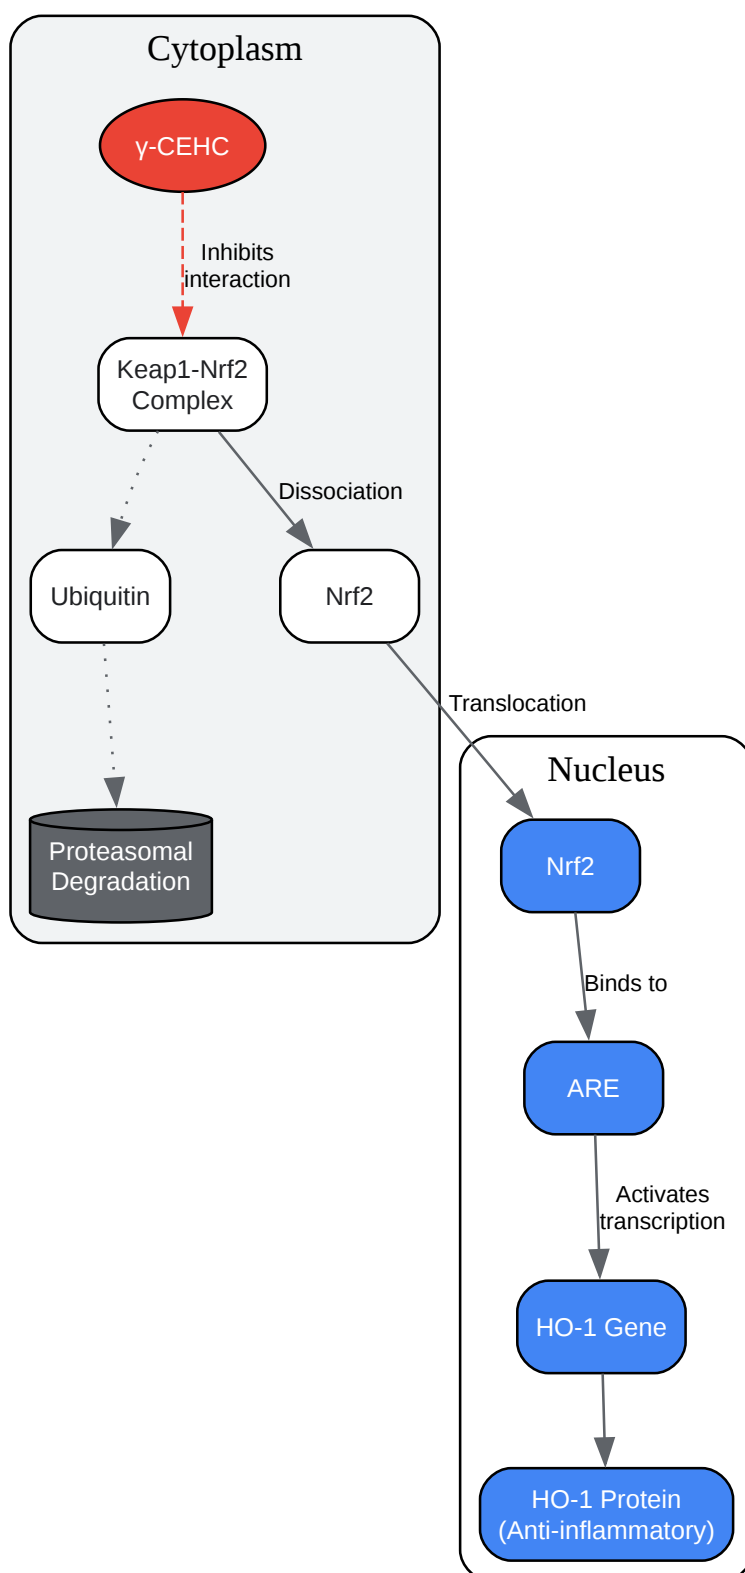 Cytoplasm
γ-CEHC
Inhibits
interaction
Keap1-Nrf2
Complex
Dissociation
Ubiquitin
Nrf2
Translocation
Nucleus
Proteasomal
Degradation
Nrf2
Binds to
ARE
Activates
transcription
HO-1 Gene
HO-1 Protein
(Anti-inflammatory)